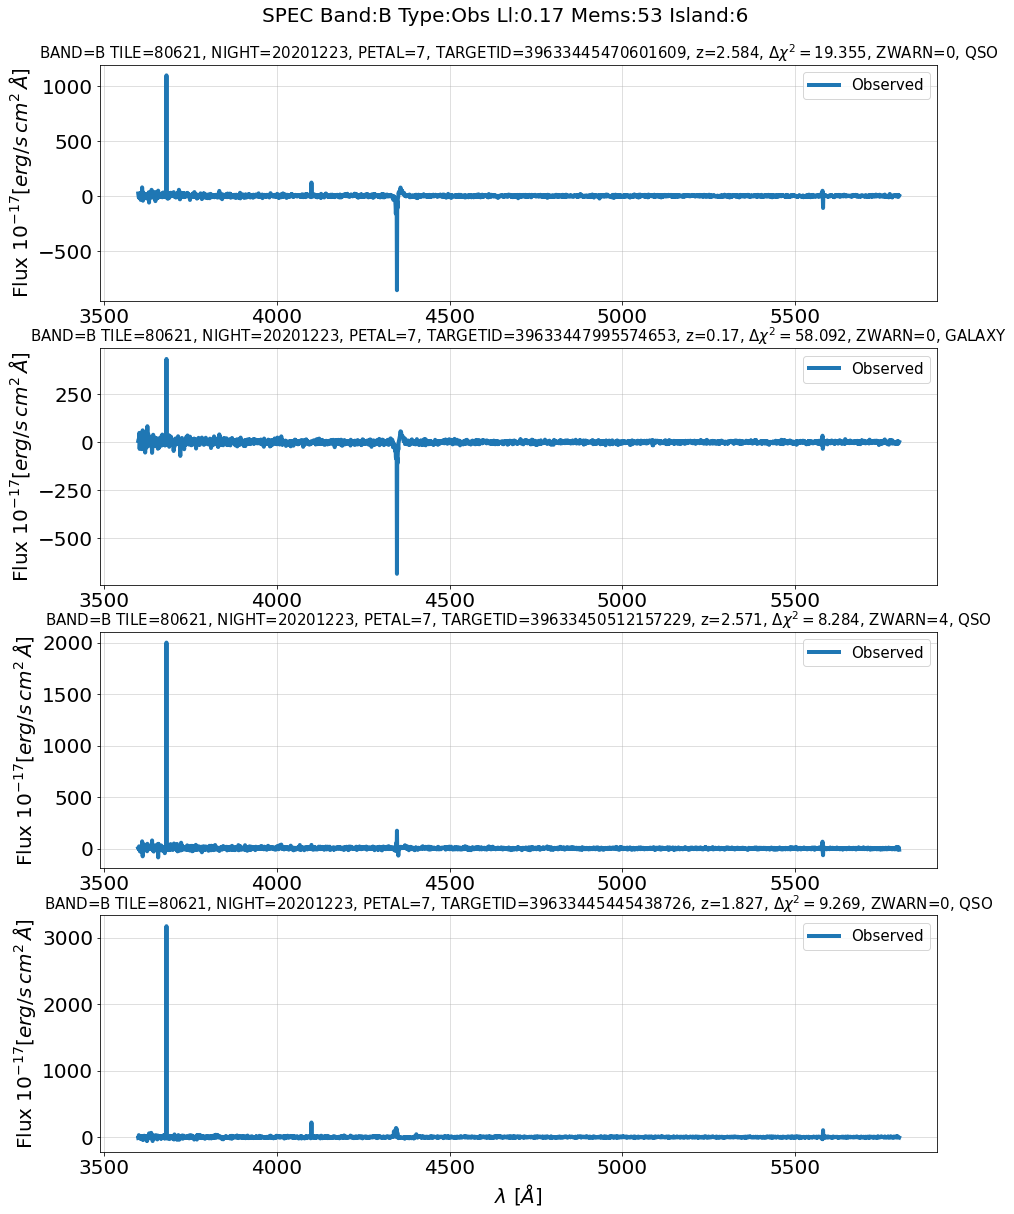 SPEC Band:B Type:Obs Ll:0.17 Mems:53 Island:6
BAND=B TILE=80621, NIGHT=20201223, PETAL=7, TARGETID=39633445470601609, z=2.584, Δχ² = 19.355, ZWARN=0, QSO
Flux 10⁻¹⁷[erg/s cm² Å]
1000
500
0
−500
Observed
3500 4000 4500 5000 5500
BAND=B TILE=80621, NIGHT=20201223, PETAL=7, TARGETID=39633447995574653, z=0.17, Δχ² = 58.092, ZWARN=0, GALAXY
Flux 10⁻¹⁷[erg/s cm² Å]
250
0
−250
−500
Observed
3500 4000 4500 5000 5500
BAND=B TILE=80621, NIGHT=20201223, PETAL=7, TARGETID=39633450512157229, z=2.571, Δχ² = 8.284, ZWARN=4, QSO
Flux 10⁻¹⁷[erg/s cm² Å]
2000
1500
1000
500
0
Observed
3500 4000 4500 5000 5500
BAND=B TILE=80621, NIGHT=20201223, PETAL=7, TARGETID=39633445445438726, z=1.827, Δχ² = 9.269, ZWARN=0, QSO
Flux 10⁻¹⁷[erg/s cm² Å]
3000
2000
1000
0
Observed
3500 4000 4500 5000 5500
λ [Å]